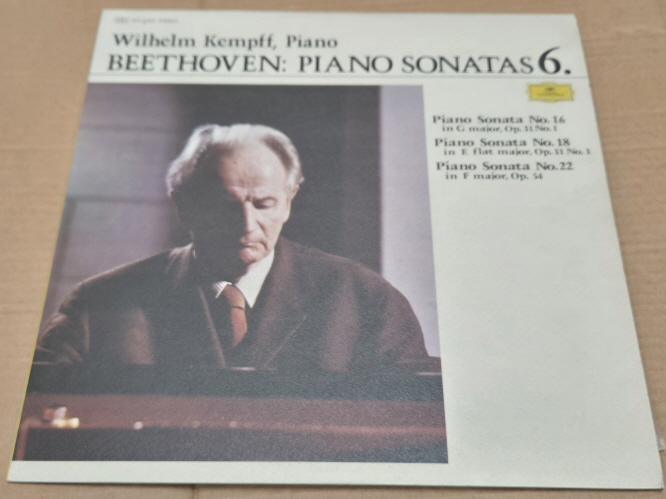 Wilhelm Kempff, Piano
BEETHOVEN: PIANO SONATAS 6.
Piano Sonata No.16
in G major, Op. 31 No.1
Piano Sonata No.18
in E flat major, Op. 31 No.3
Piano Sonata No.22
in F major, Op. 54